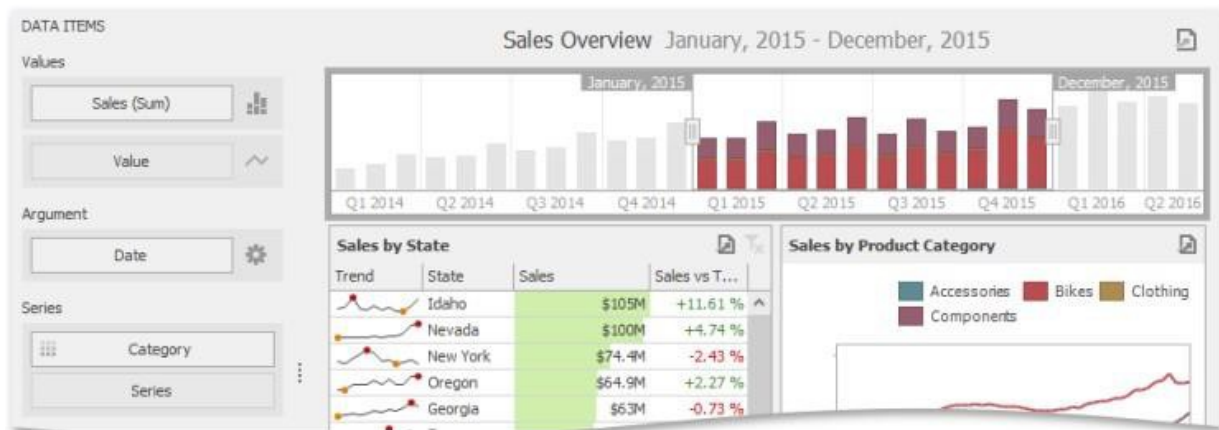 DATA ITEMS
Values
Sales (Sum)
Value
Argument
Date
Series
Category
Series
Sales Overview January, 2015 - December, 2015
January, 2015
December, 2015
Q1 2014 Q2 2014 Q3 2014 Q4 2014 Q1 2015 Q2 2015 Q3 2015 Q4 2015 Q1 2016 Q2 2016
Sales by State
Trend State Sales Sales vs T...
Idaho $105M +11.61 %
Nevada $100M +4.74 %
New York $74.4M -2.43 %
Oregon $64.9M +2.27 %
Georgia $63M -0.73 %
Sales by Product Category
Accessories Bikes Clothing
Components